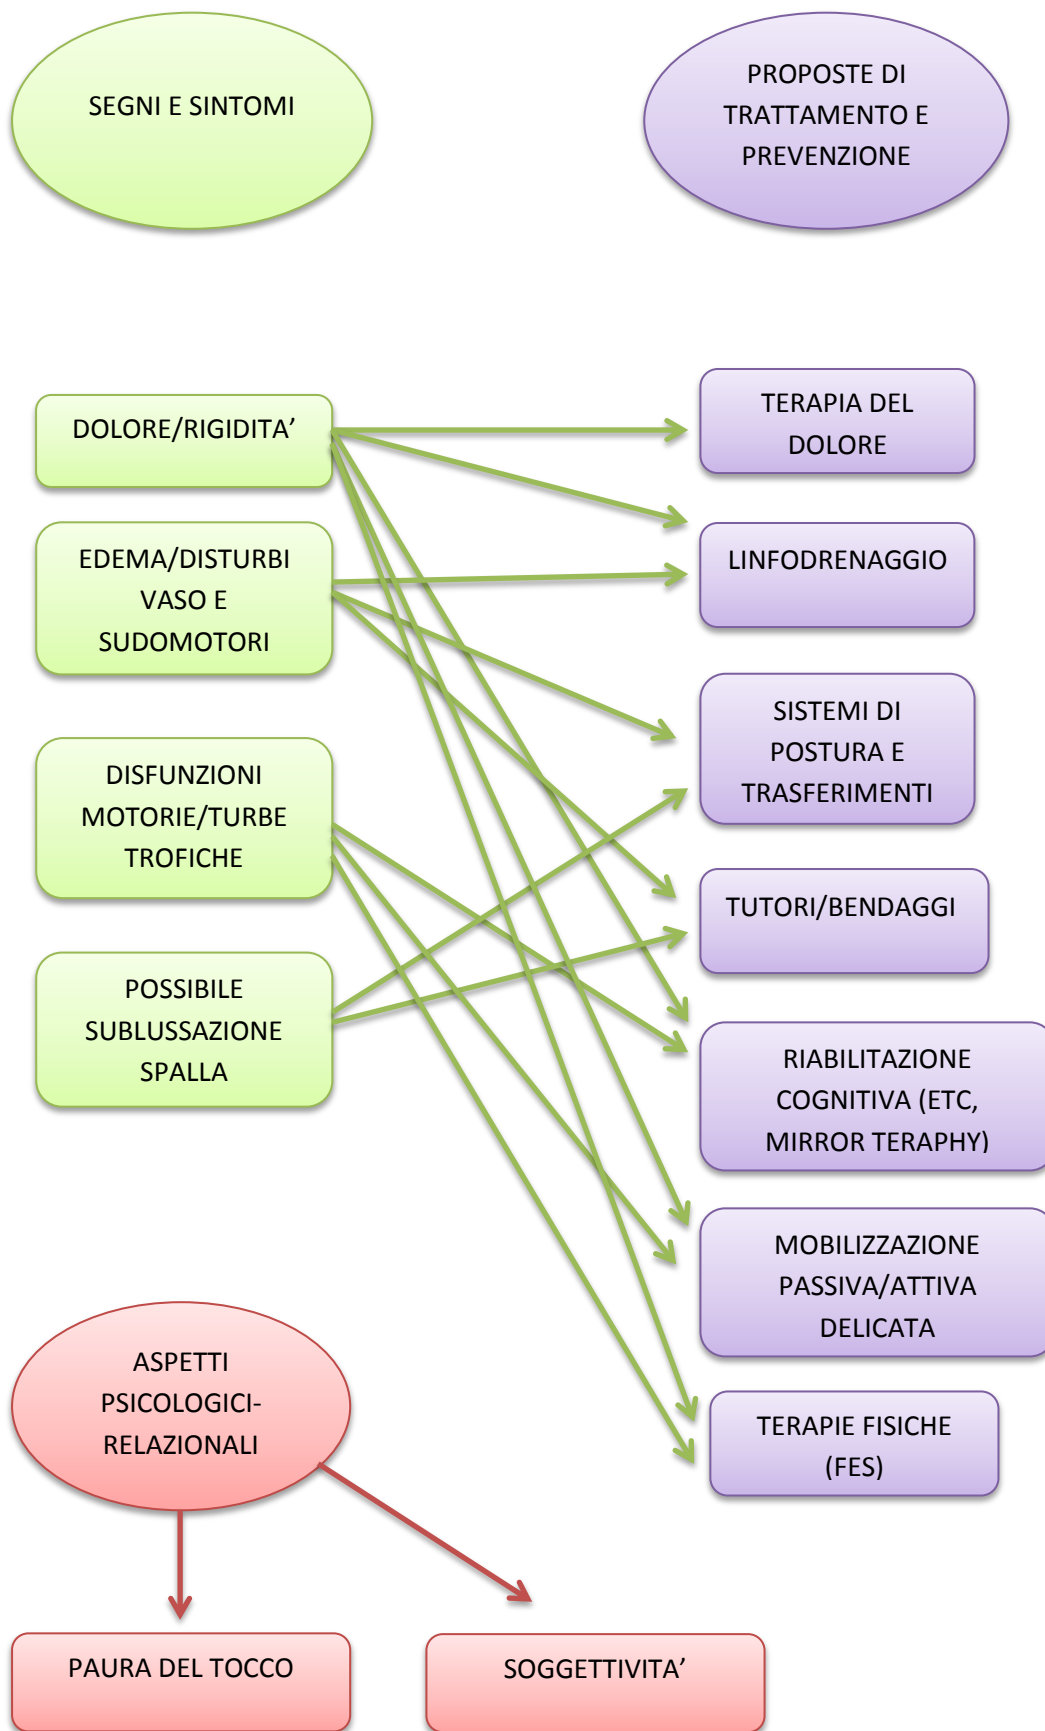 SEGNI E SINTOMI
PROPOSTE DI
TRATTAMENTO E
PREVENZIONE
DOLORE/RIGIDITA’
EDEMA/DISTURBI
VASO E
SUDOMOTORI
DISFUNZIONI
MOTORIE/TURBE
TROFICHE
POSSIBILE
SUBLUSSAZIONE
SPALLA
TERAPIA DEL
DOLORE
LINFODRENAGGIO
SISTEMI DI
POSTURA E
TRASFERIMENTI
TUTORI/BENDAGGI
RIABILITAZIONE
COGNITIVA (ETC,
MIRROR TERAPHY)
MOBILIZZAZIONE
PASSIVA/ATTIVA
DELICATA
TERAPIE FISICHE
(FES)
ASPETTI
PSICOLOGICI-
RELAZIONALI
PAURA DEL TOCCO
SOGGETTIVITA’